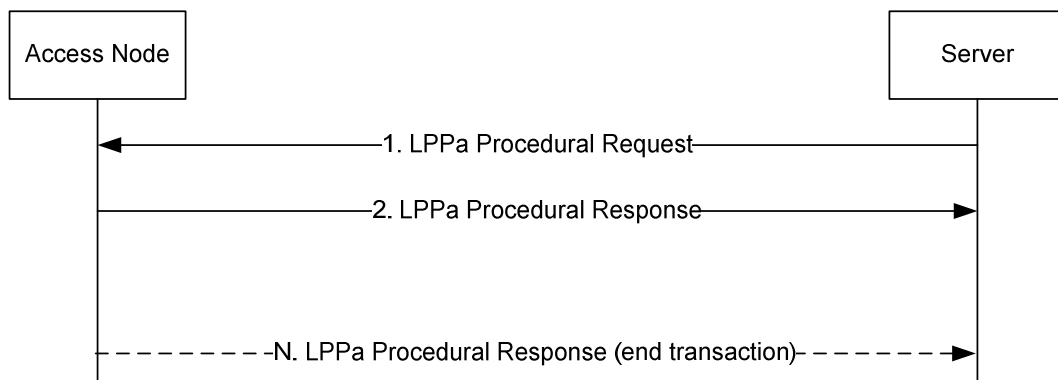 Access Node
Server
1. LPPa Procedural Request
2. LPPa Procedural Response
N. LPPa Procedural Response (end transaction)